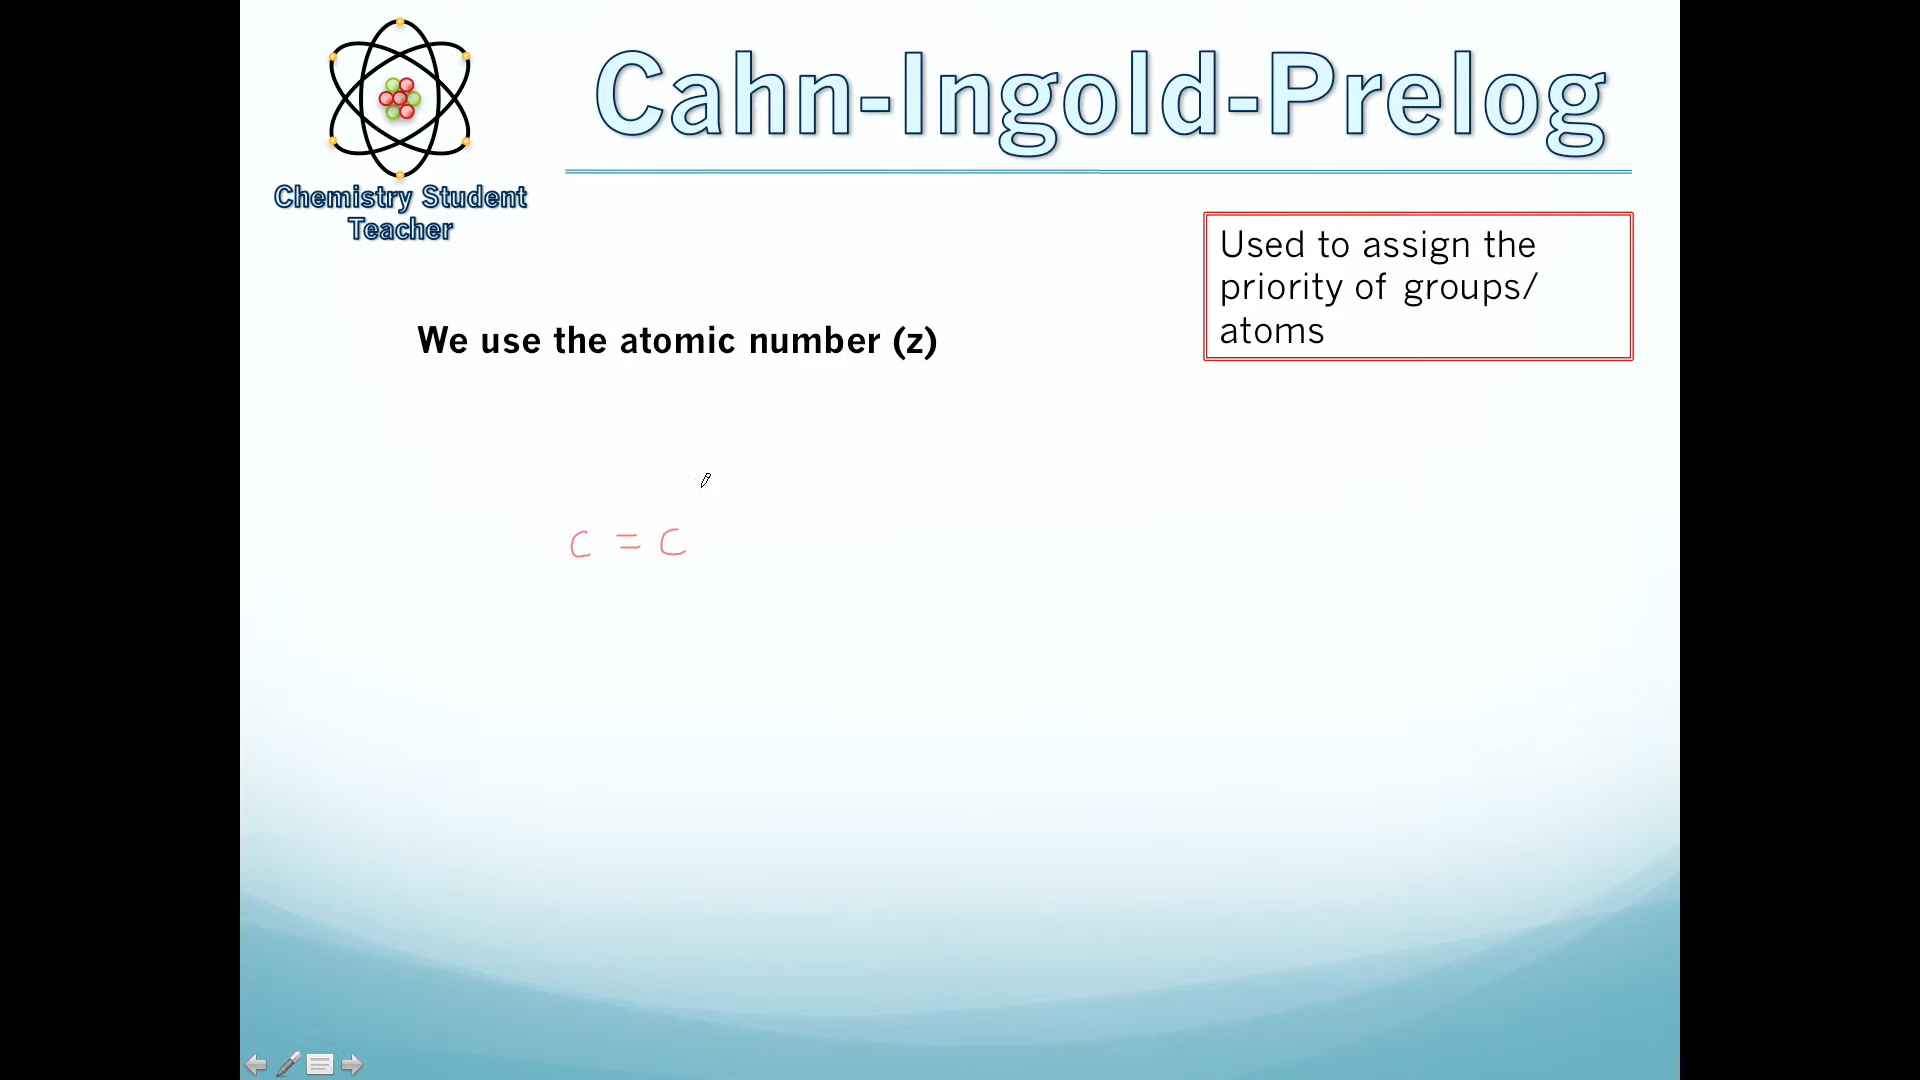 Chemistry Student
Teacher
Cahn-Ingold-Prelog
Used to assign the
priority of groups/
atoms
We use the atomic number (z)
C = C